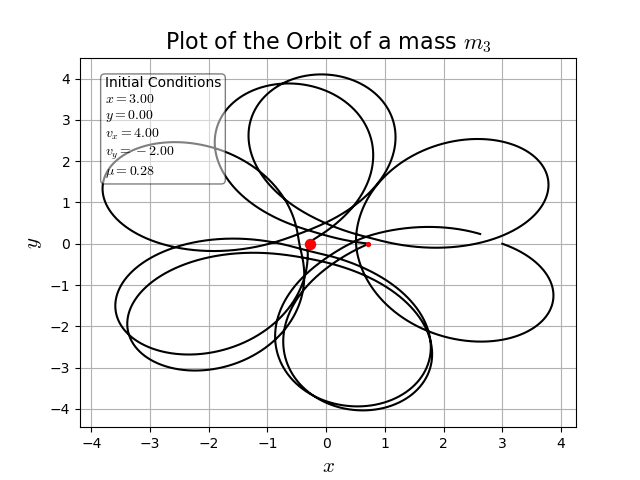 Plot of the Orbit of a mass m₃
Initial Conditions
x = 3.00
y = 0.00
vₓ = 4.00
v_y = −2.00
μ = 0.28
4
3
2
1
0
−1
−2
−3
−4
y
−4 −3 −2 −1 0 1 2 3 4
x